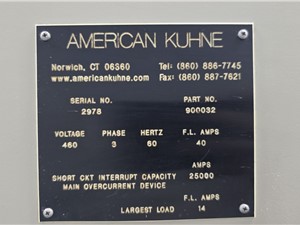 AMERICAN KUHNE
Norwich, CT 06360 Tel: (860) 886-7745
www.americankuhne.com Fax: (860) 887-7621
SERIAL NO. PART NO.
2978 900032
VOLTAGE PHASE HERTZ F.L. AMPS
460 3 60 40
AMPS
SHORT CKT INTERRUPT CAPACITY 25000
MAIN OVERCURRENT DEVICE
F.L. AMPS
LARGEST LOAD 14